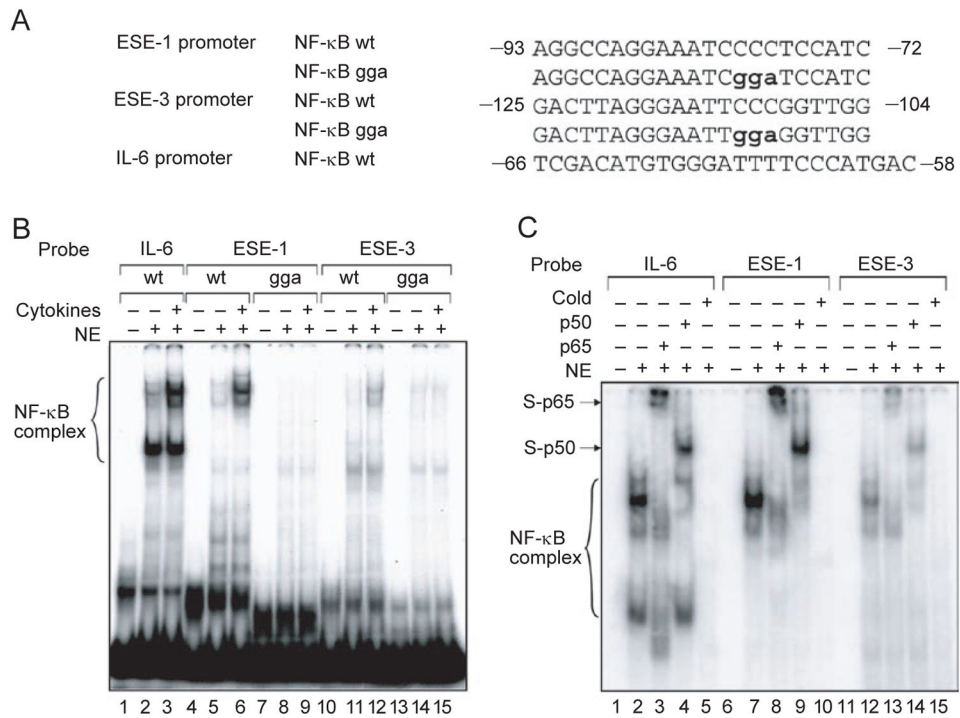 A
ESE-1 promoter NF-κB wt –93 AGGCCAGGAAATCCCCTCCATC –72
NF-κB gga AGGCCAGGAAATCggaTCCATC
ESE-3 promoter NF-κB wt –125 GACTTAGGGAATTCCCGGTTGG –104
NF-κB gga GACTTAGGGAATTggaGGTTGG
IL-6 promoter NF-κB wt –66 TCGACATGTGGGATTTTCCCATGAC –58
B
Probe IL-6 ESE-1 ESE-3
wt wt gga wt gga
Cytokines – – + – – + – – + – – + – – +
NE – + + – + + – + + – + + – + +
NF-κB
complex
1 2 3 4 5 6 7 8 9 10 11 12 13 14 15
C
Probe IL-6 ESE-1 ESE-3
Cold – – – – + – – – – + – – – – +
p50 – – – + – – – – + – – – – + –
p65 – – + – – – – + – – – – + – –
NE – + + + + – + + + + – + + + +
S-p65
S-p50
NF-κB
complex
1 2 3 4 5 6 7 8 9 10 11 12 13 14 15